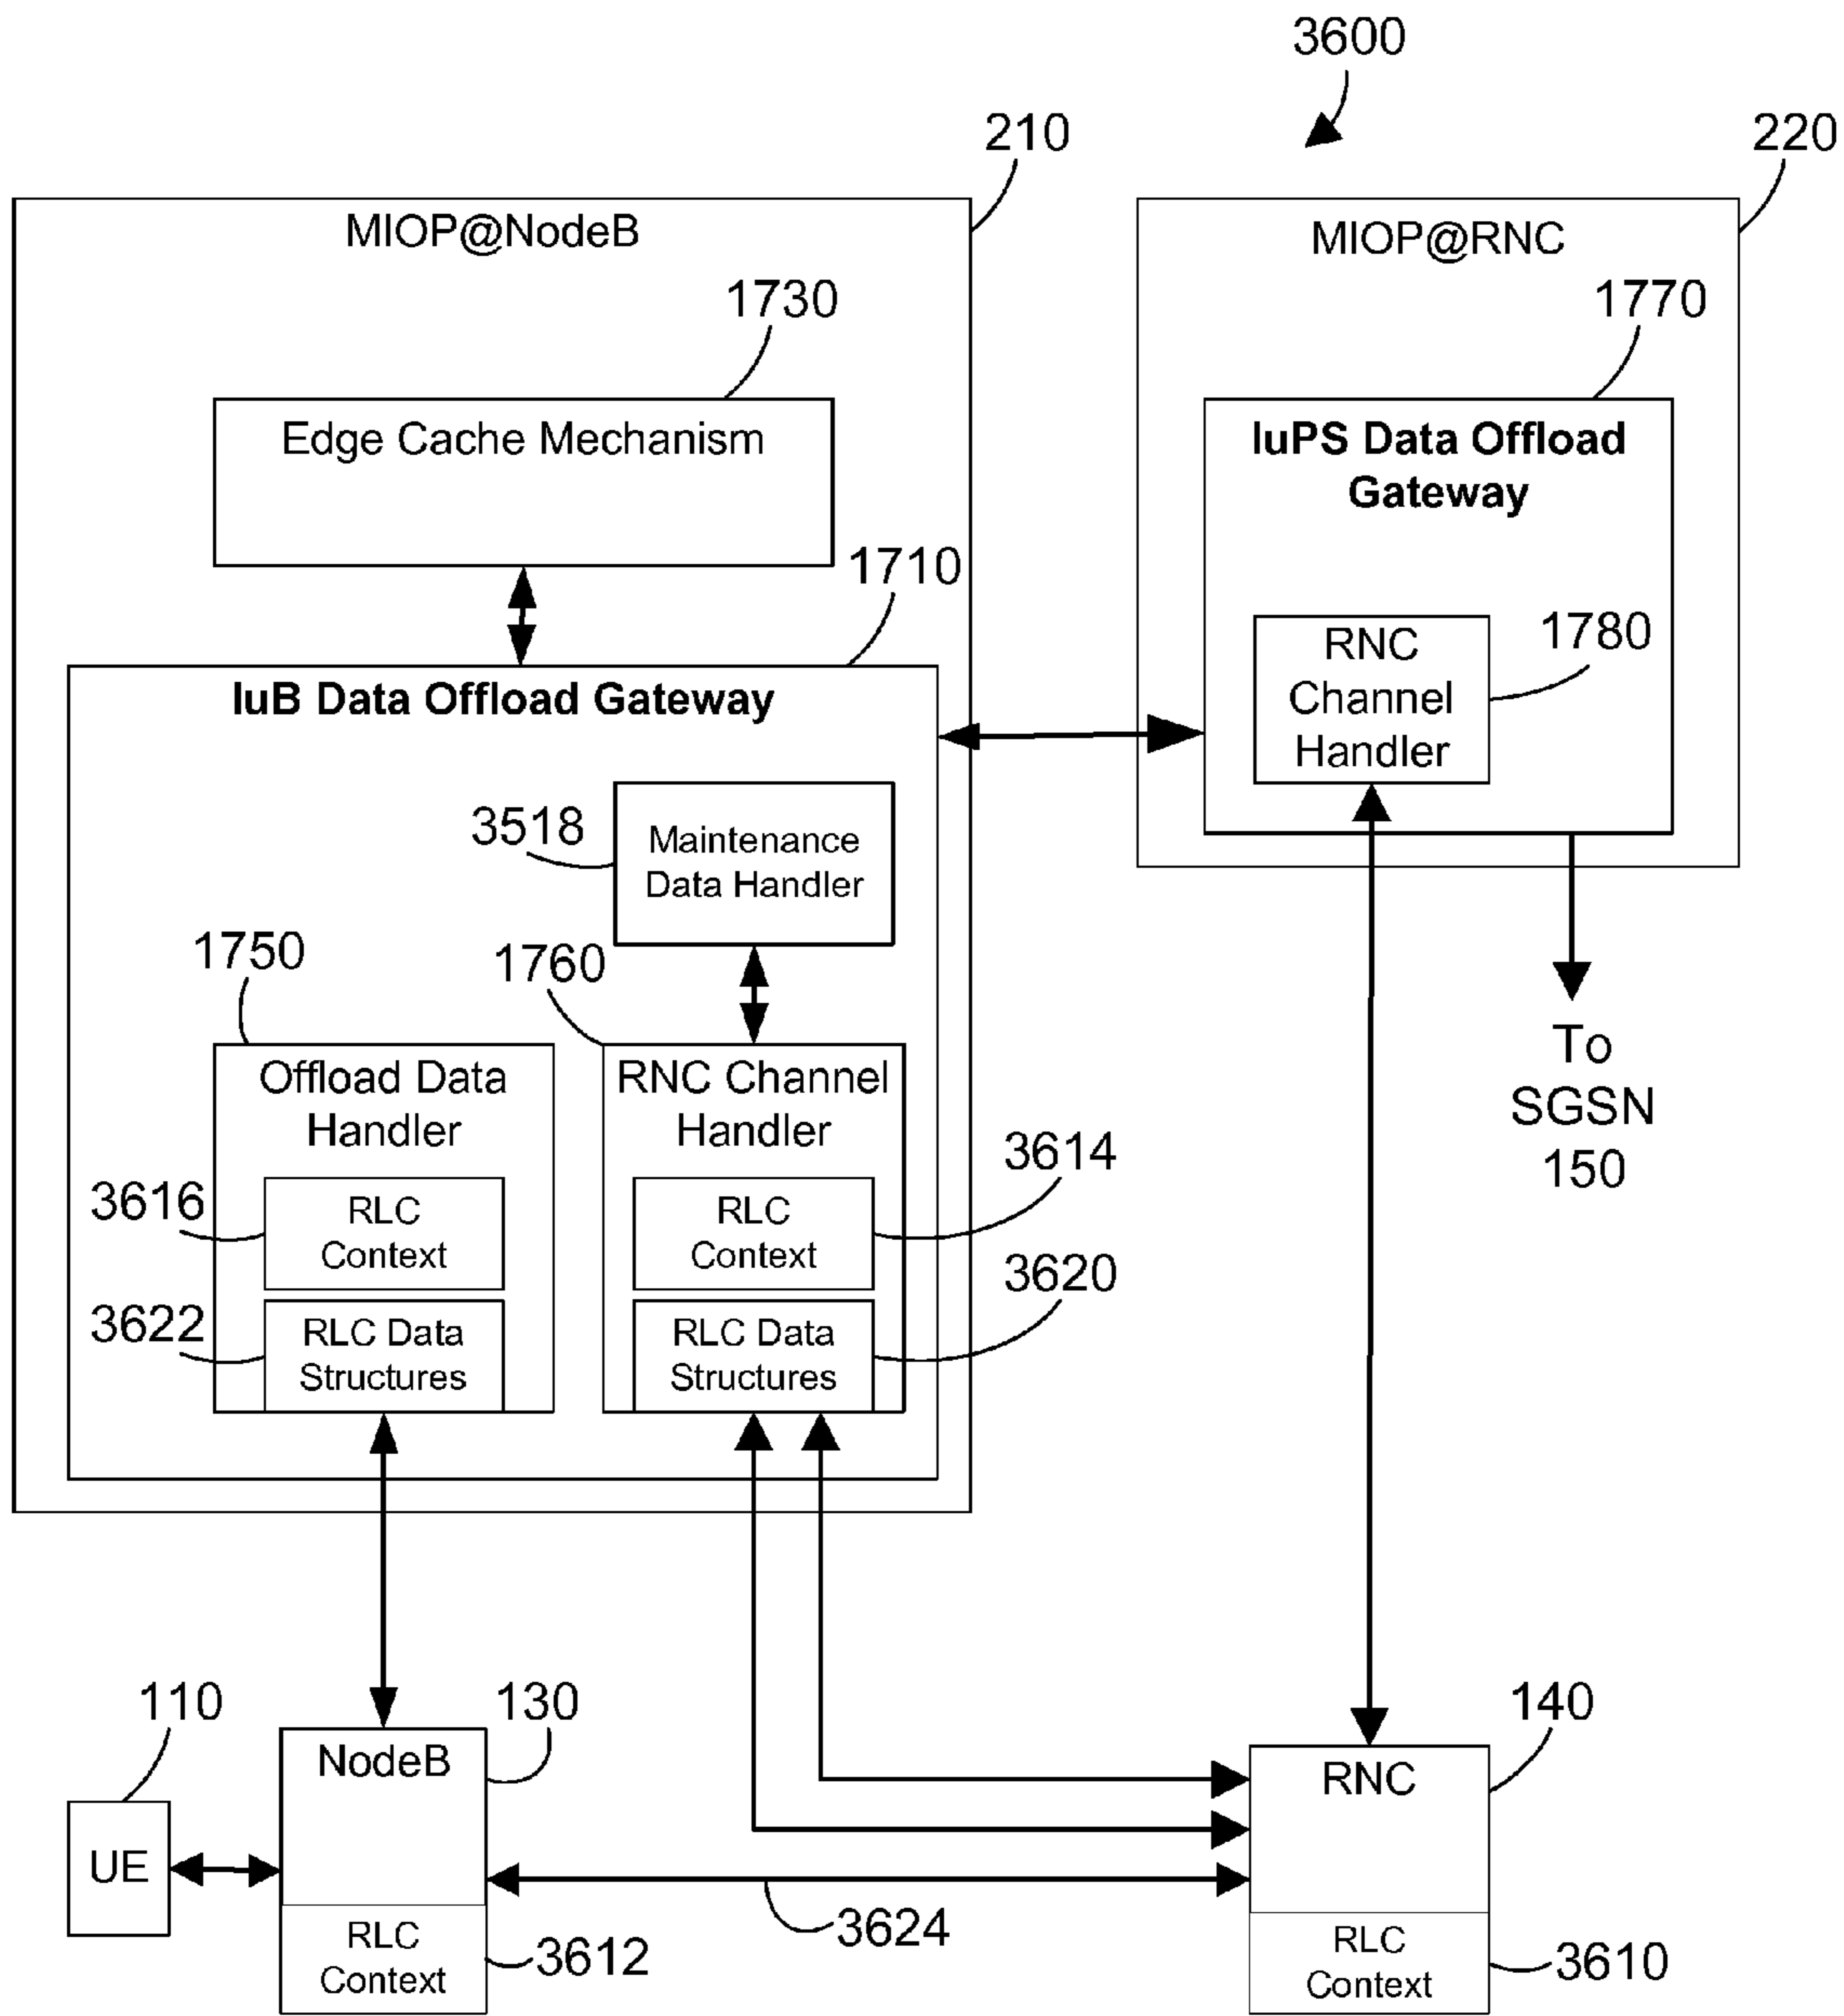 3600
210
220
MIOP@NodeB
MIOP@RNC
1730
1770
Edge Cache Mechanism
IuPS Data Offload
Gateway
1710
RNC
Channel
Handler
1780
IuB Data Offload Gateway
3518
Maintenance
Data Handler
1750
1760
To
SGSN
150
Offload Data
Handler
RNC Channel
Handler
3616
RLC
Context
RLC
Context
3614
3622
RLC Data
Structures
RLC Data
Structures
3620
110
130
140
UE
NodeB
RNC
3624
RLC
Context
3612
RLC
Context
3610